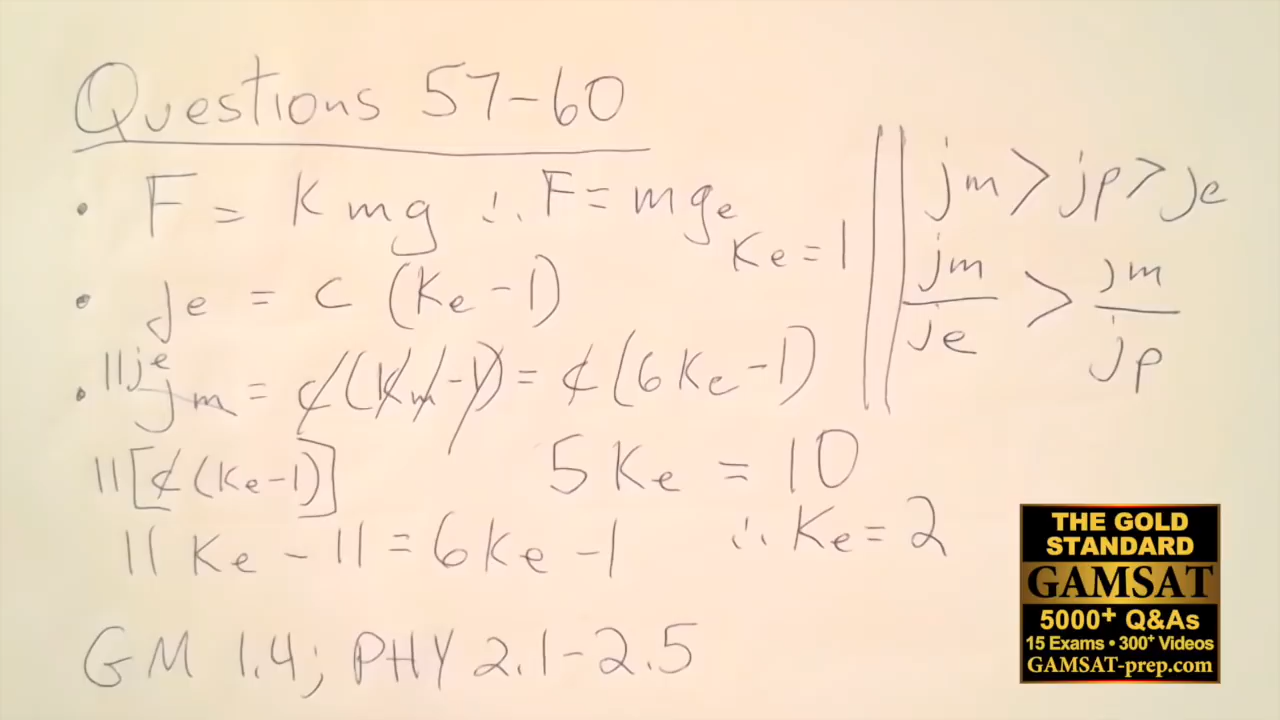 Questions 57-60
• F = Kmg ∴ F = mge
Ke = 1
• je = c (Ke - 1)
• 11je jm = c(Km - 1) = c(6Ke - 1)
11[c(Ke-1)]
5Ke = 10
11Ke - 11 = 6Ke - 1
∴ Ke = 2
GM 1.4; PHY 2.1-2.5
jm > jp > je
jm/je > jm/jp
THE GOLD
STANDARD
GAMSAT
5000+ Q&As
15 Exams • 300+ Videos
GAMSAT-prep.com